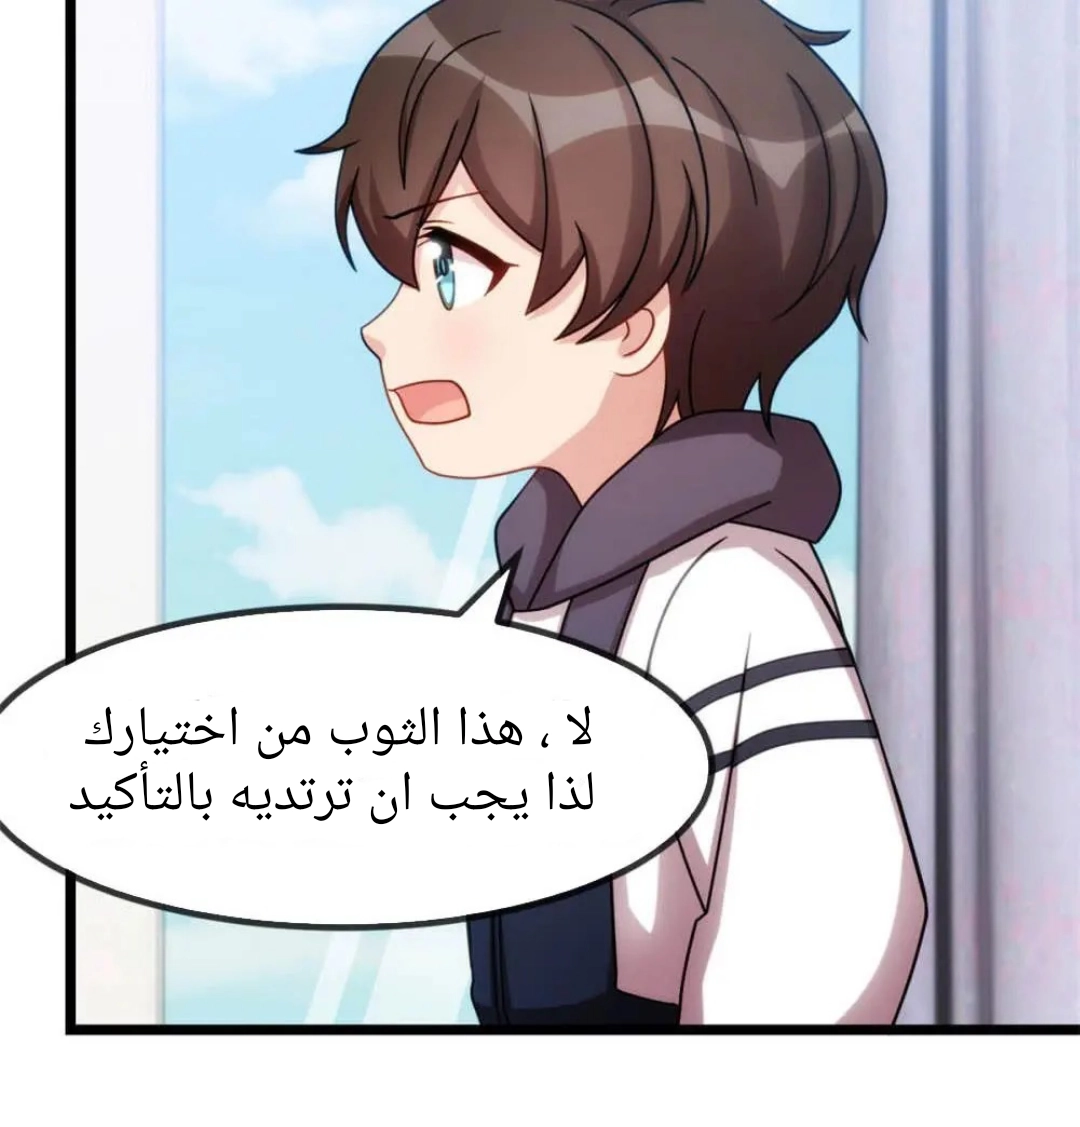 لا ، هذا الثوب من اختيارك
لذا يجب ان ترتديه بالتأكيد